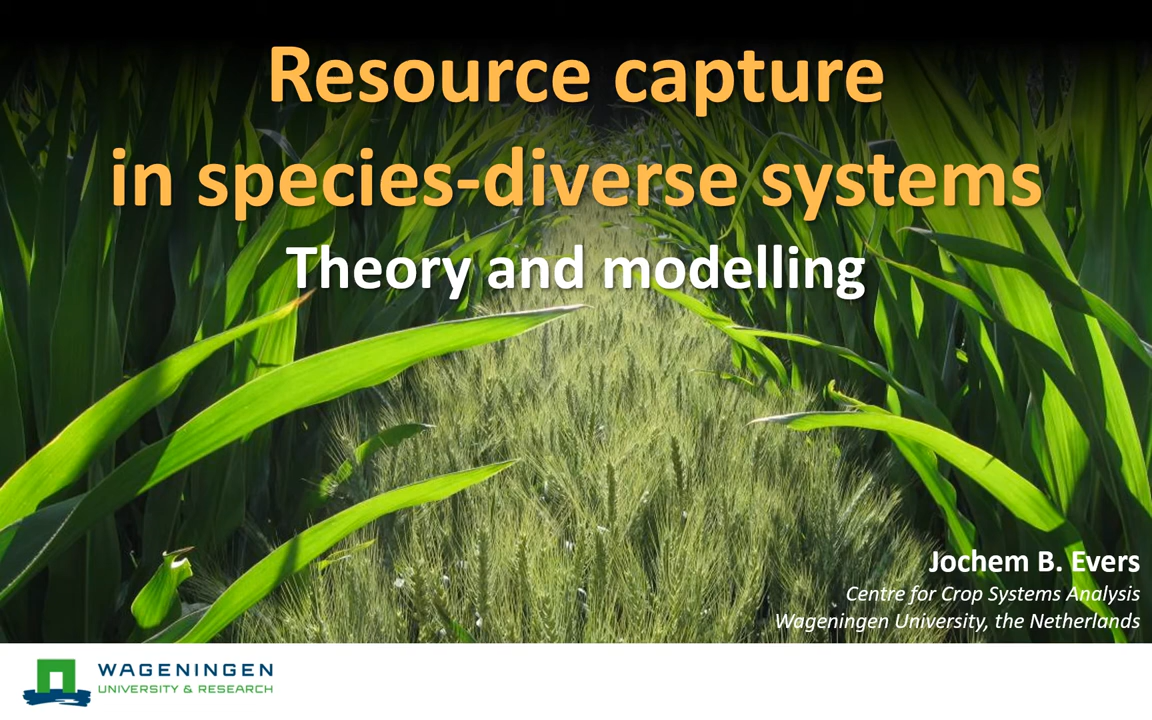 Resource capture
in species-diverse systems
Theory and modelling
Jochem B. Evers
Centre for Crop Systems Analysis
Wageningen University, the Netherlands
WAGENINGEN
UNIVERSITY & RESEARCH